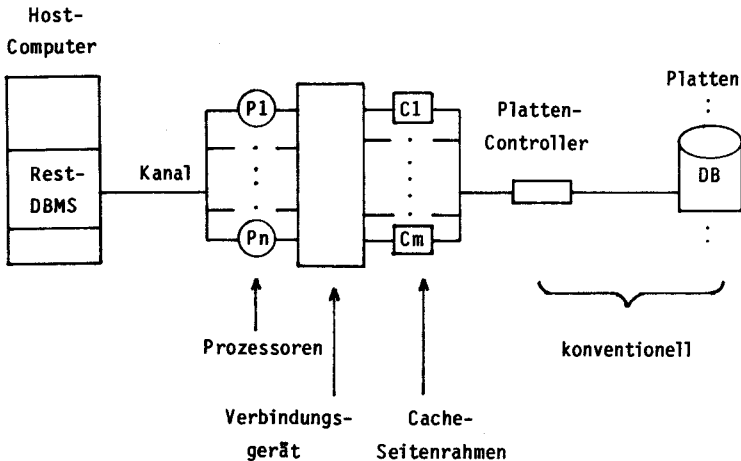 Host-
Computer
Rest-
DBMS
Kanal
P1
Pn
C1
Cm
Platten-
Controller
Platten
DB
Prozessoren
Verbindungs-
gerät
Cache-
Seitenrahmen
konventionell